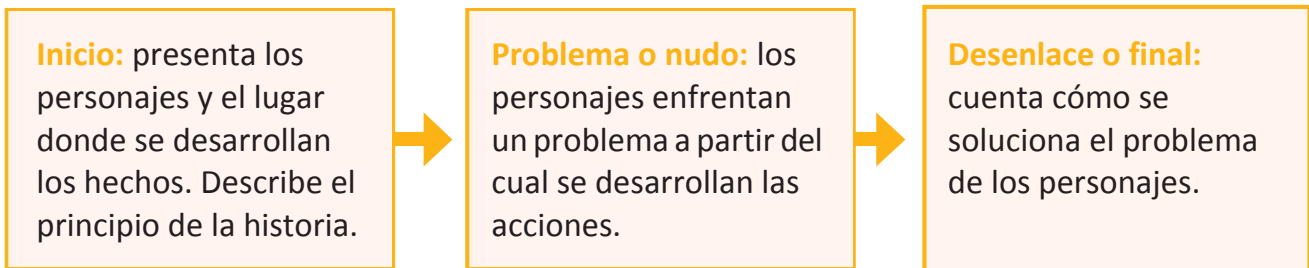 Inicio: presenta los
personajes y el lugar
donde se desarrollan
los hechos. Describe el
principio de la historia.
Problema o nudo: los
personajes enfrentan
un problema a partir del
cual se desarrollan las
acciones.
Desenlace o final:
cuenta cómo se
soluciona el problema
de los personajes.